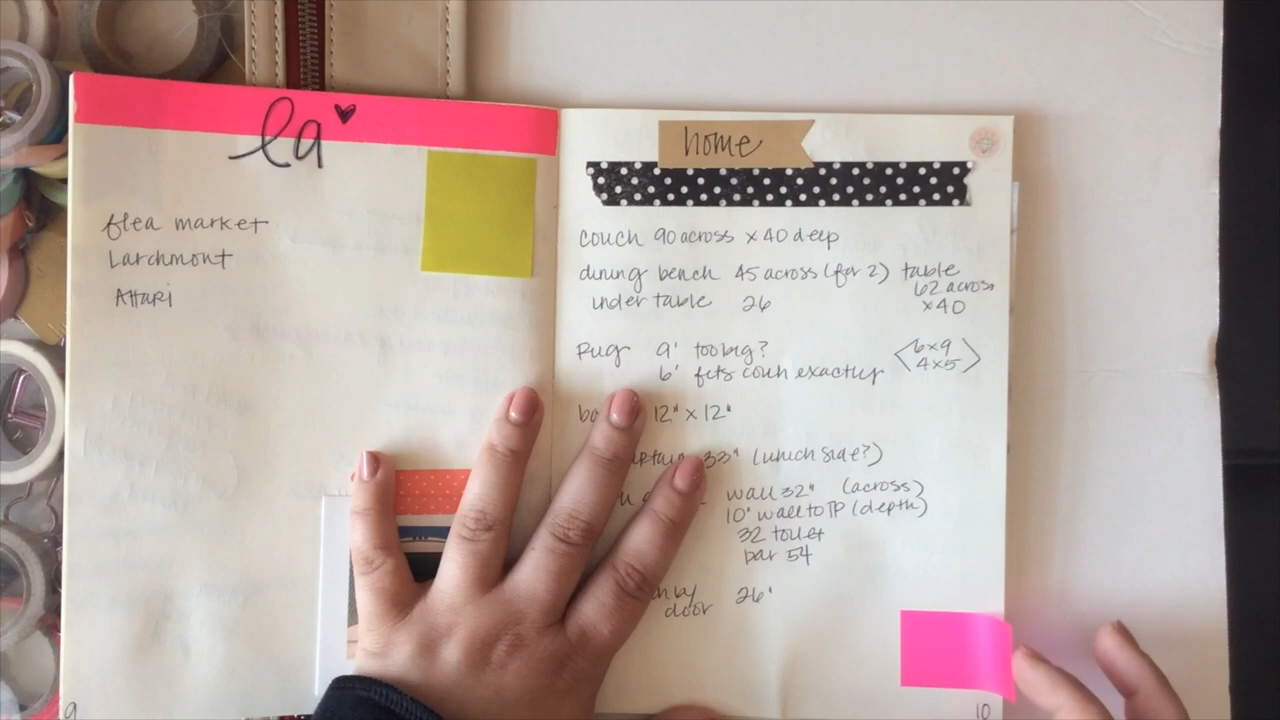 la
flea market
Larchmont
Attari
9
home
couch 90 across x 40 deep
dining bench 45 across (for 2) table
under table 26 62 across
x40
Rug 9' too big?
6' fits couch exactly
6x9
4x5
12" x 12"
33" (which side?)
wall 32" (across)
10" wall to TP (depth)
32 toilet
bar 54
by 26"
door
10